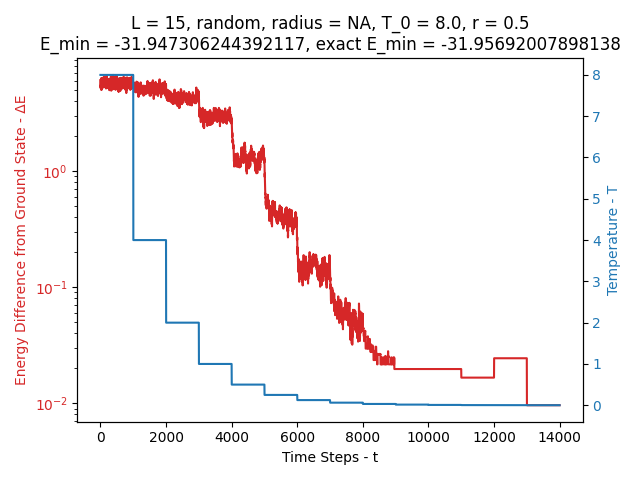 L = 15, random, radius = NA, T_0 = 8.0, r = 0.5
E_min = -31.947306244392117, exact E_min = -31.95692007898138
Energy Difference from Ground State - ΔE
10⁰
10⁻¹
10⁻²
8
7
6
5
4
3
2
1
0
Temperature - T
0 2000 4000 6000 8000 10000 12000 14000
Time Steps - t